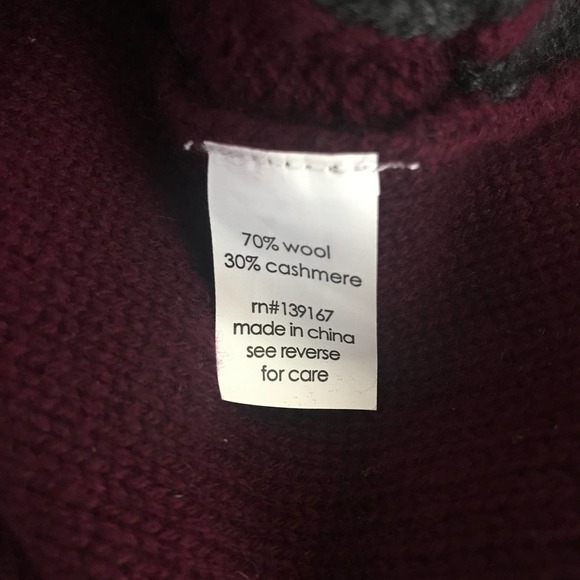 70% wool
30% cashmere
rn#139167
made in china
see reverse
for care